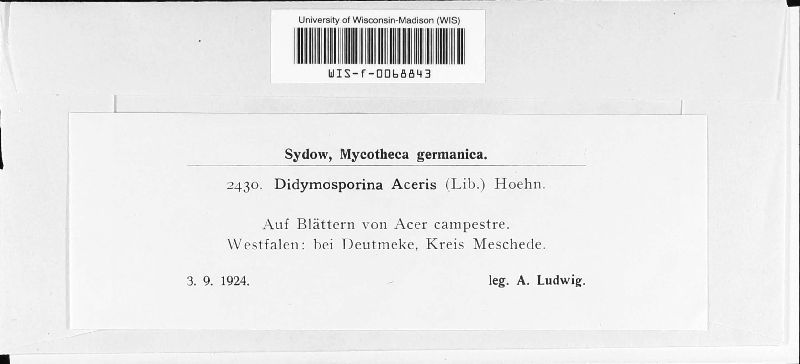 University of Wisconsin-Madison (WIS)
WIS-f-0068843
Sydow, Mycotheca germanica.
2430. Didymosporina Aceris (Lib.) Hoehn.
Auf Blättern von Acer campestre.
Westfalen: bei Deutmeke, Kreis Meschede.
3. 9. 1924. leg. A. Ludwig.